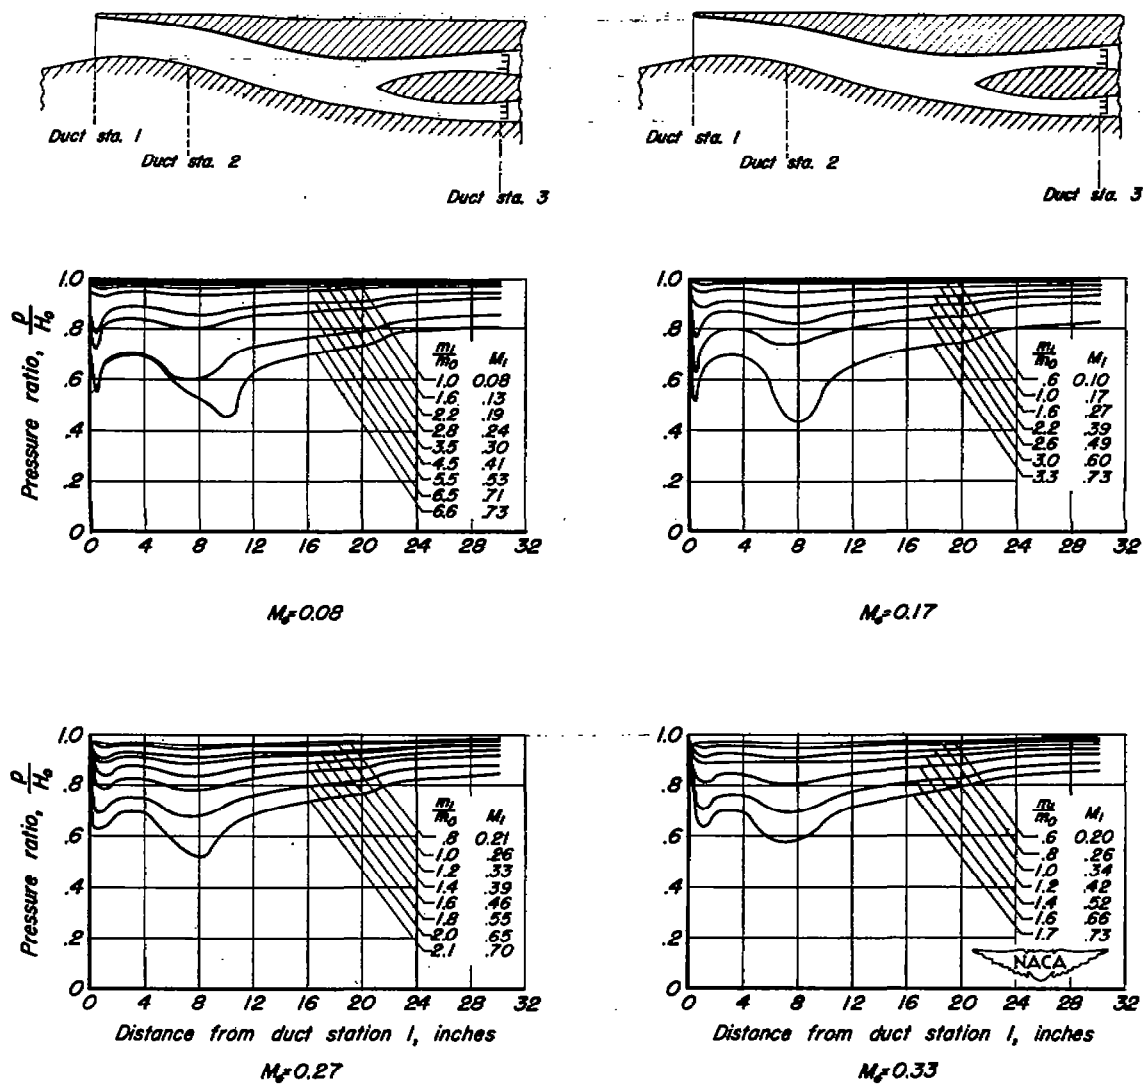 Duct sta. 1
Duct sta. 2
Duct sta. 3
Duct sta. 1
Duct sta. 2
Duct sta. 3
Pressure ratio, p/H₀
1.0
.8
.6
.4
.2
0
m₁/m₀ M₁
1.0 0.08
1.6 .13
2.2 .19
2.8 .24
3.5 .30
4.5 .41
5.5 .53
6.5 .71
6.6 .73
0 4 8 12 16 20 24 28 32
M₀=0.08
1.0
.8
.6
.4
.2
0
m₁/m₀ M₁
.6 0.10
1.0 .17
1.6 .27
2.2 .39
2.6 .49
3.0 .60
3.3 .73
0 4 8 12 16 20 24 28 32
M₀=0.17
Pressure ratio, p/H₀
1.0
.8
.6
.4
.2
0
m₁/m₀ M₁
.8 0.21
1.0 .26
1.2 .33
1.4 .39
1.6 .46
1.8 .55
2.0 .65
2.1 .70
0 4 8 12 16 20 24 28 32
Distance from duct station 1, inches
M₀=0.27
1.0
.8
.6
.4
.2
0
m₁/m₀ M₁
.6 0.20
.8 .26
1.0 .34
1.2 .42
1.4 .52
1.6 .66
1.7 .73
NACA
0 4 8 12 16 20 24 28 32
Distance from duct station 1, inches
M₀=0.33